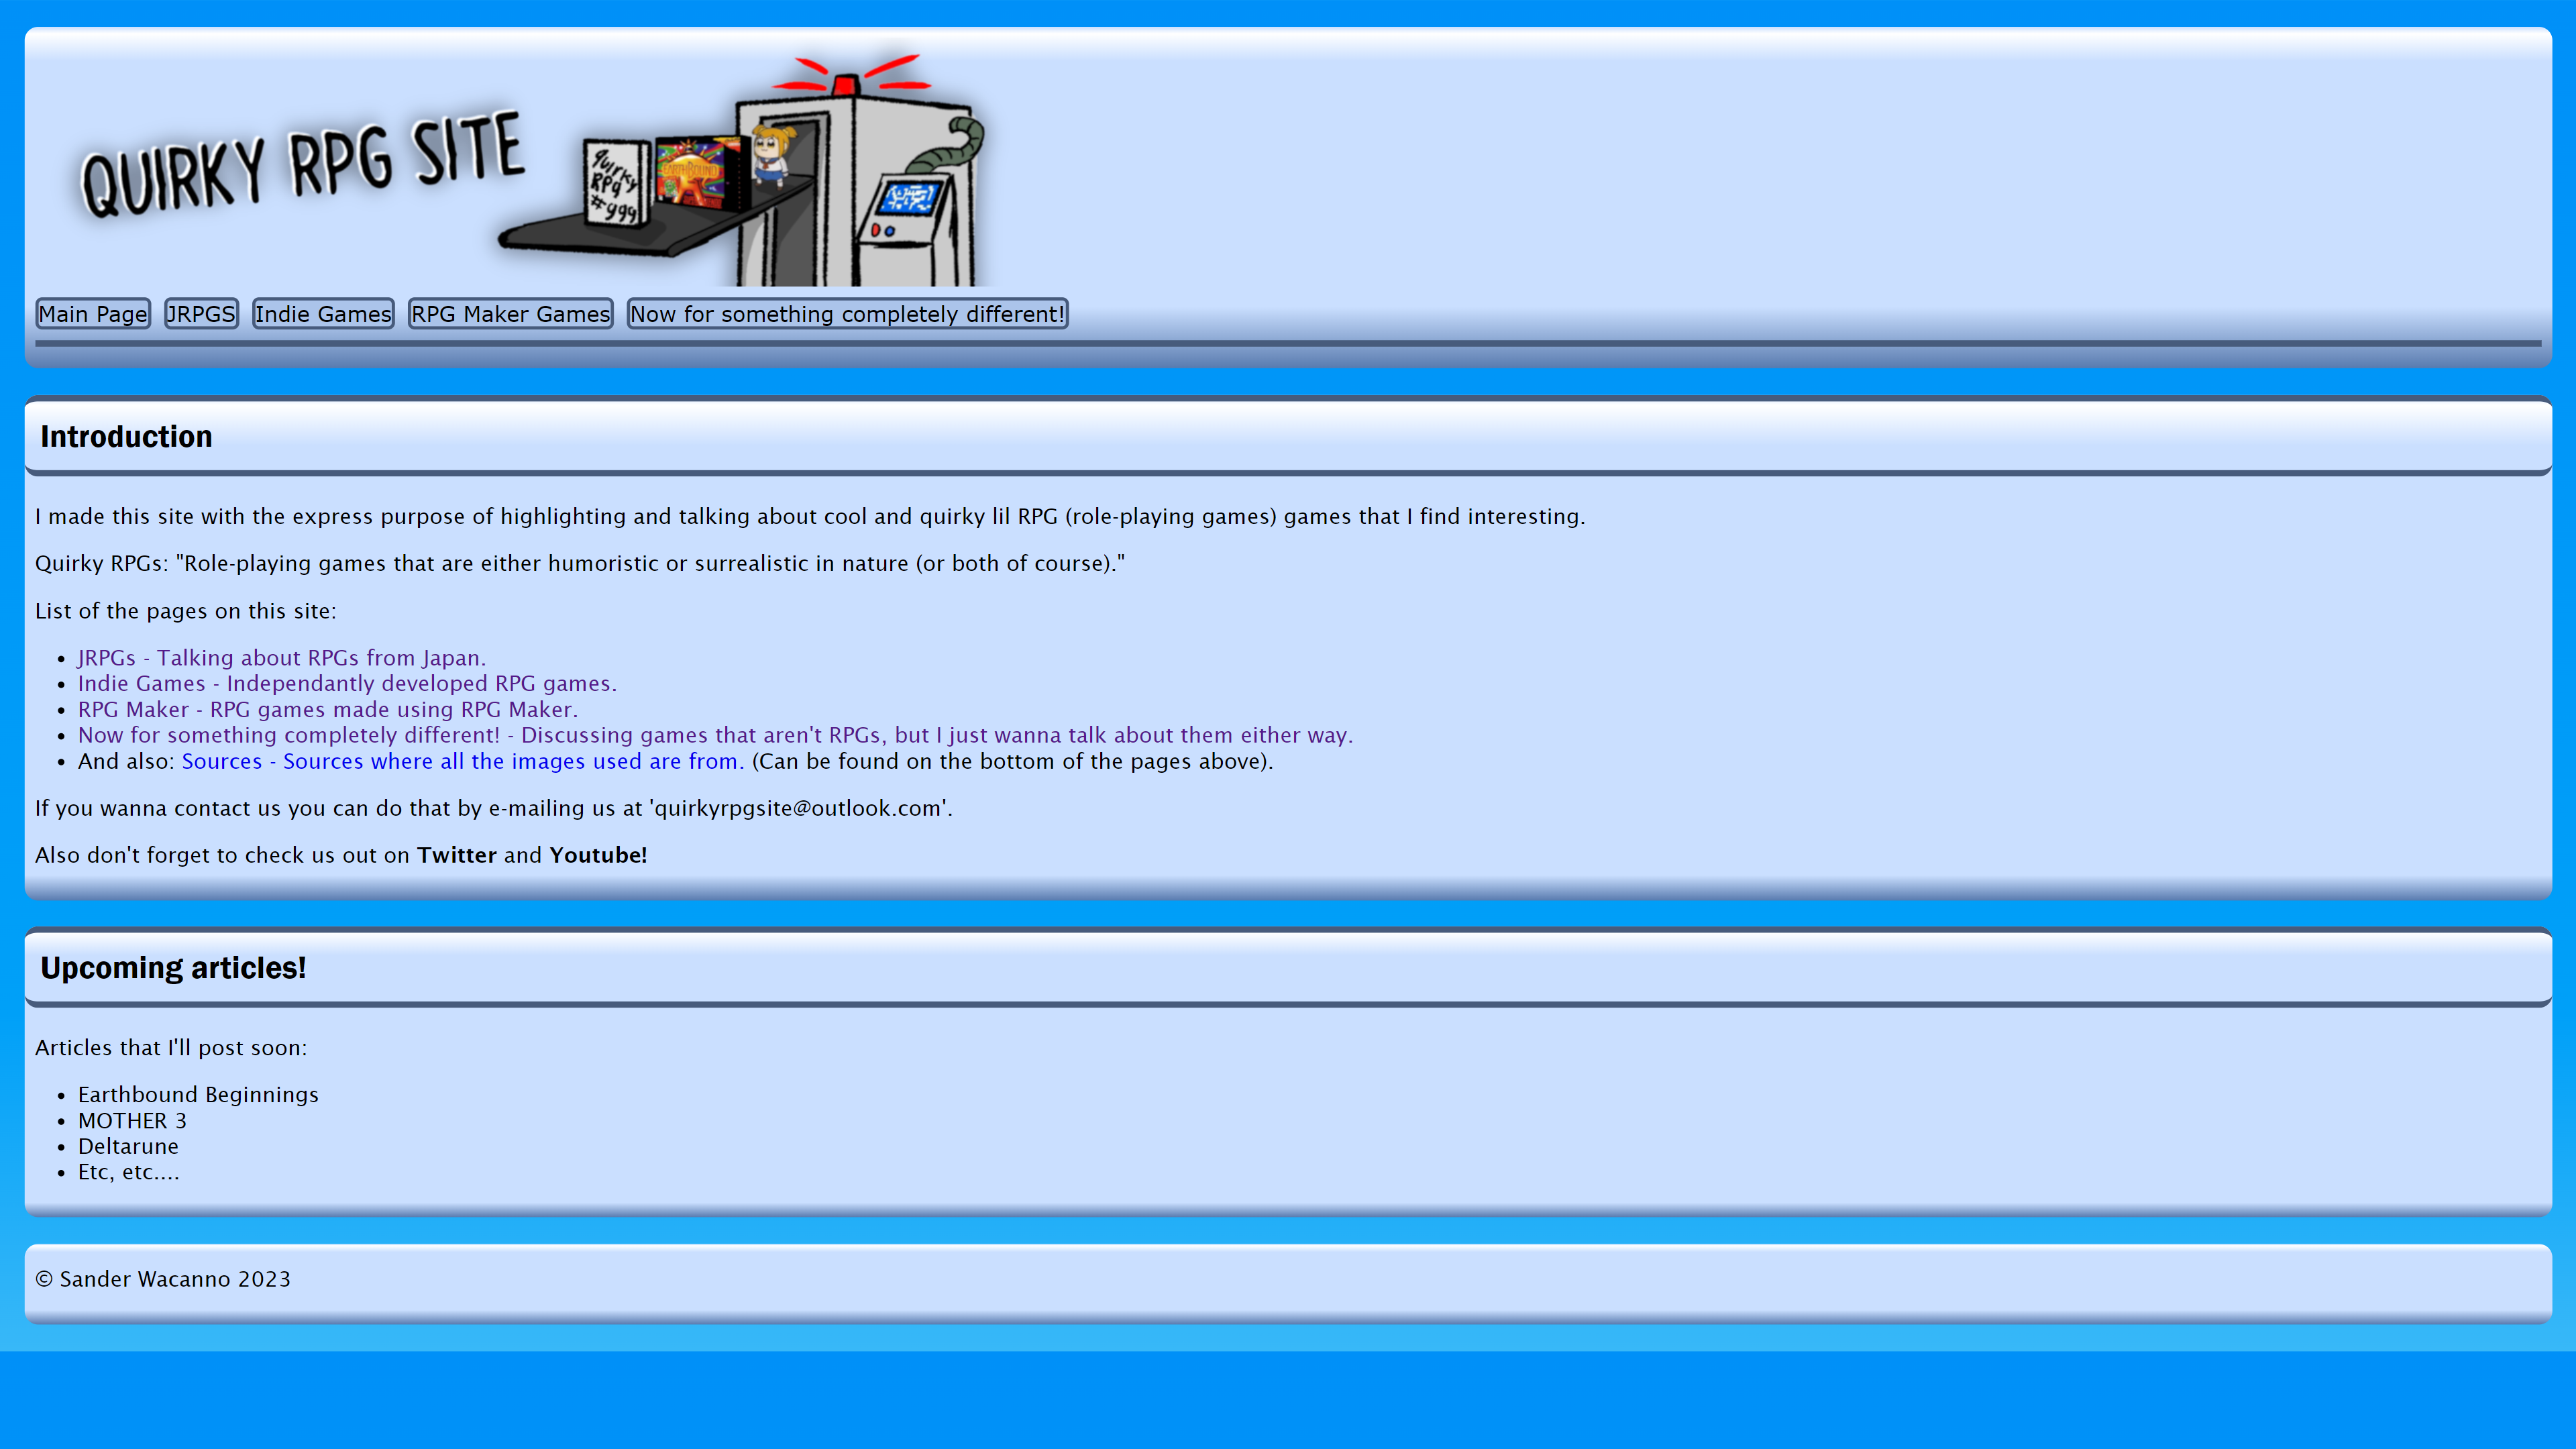 QUIRKY RPG SITE
quirky
RPG
#999
EARTHBOUND
Main Page JRPGS Indie Games RPG Maker Games Now for something completely different!
Introduction
I made this site with the express purpose of highlighting and talking about cool and quirky lil RPG (role-playing games) games that I find interesting.
Quirky RPGs: "Role-playing games that are either humoristic or surrealistic in nature (or both of course)."
List of the pages on this site:
• JRPGs - Talking about RPGs from Japan.
• Indie Games - Independantly developed RPG games.
• RPG Maker - RPG games made using RPG Maker.
• Now for something completely different! - Discussing games that aren't RPGs, but I just wanna talk about them either way.
• And also: Sources - Sources where all the images used are from. (Can be found on the bottom of the pages above).
If you wanna contact us you can do that by e-mailing us at 'quirkyrpgsite@outlook.com'.
Also don't forget to check us out on Twitter and Youtube!
Upcoming articles!
Articles that I'll post soon:
• Earthbound Beginnings
• MOTHER 3
• Deltarune
• Etc, etc....
© Sander Wacanno 2023